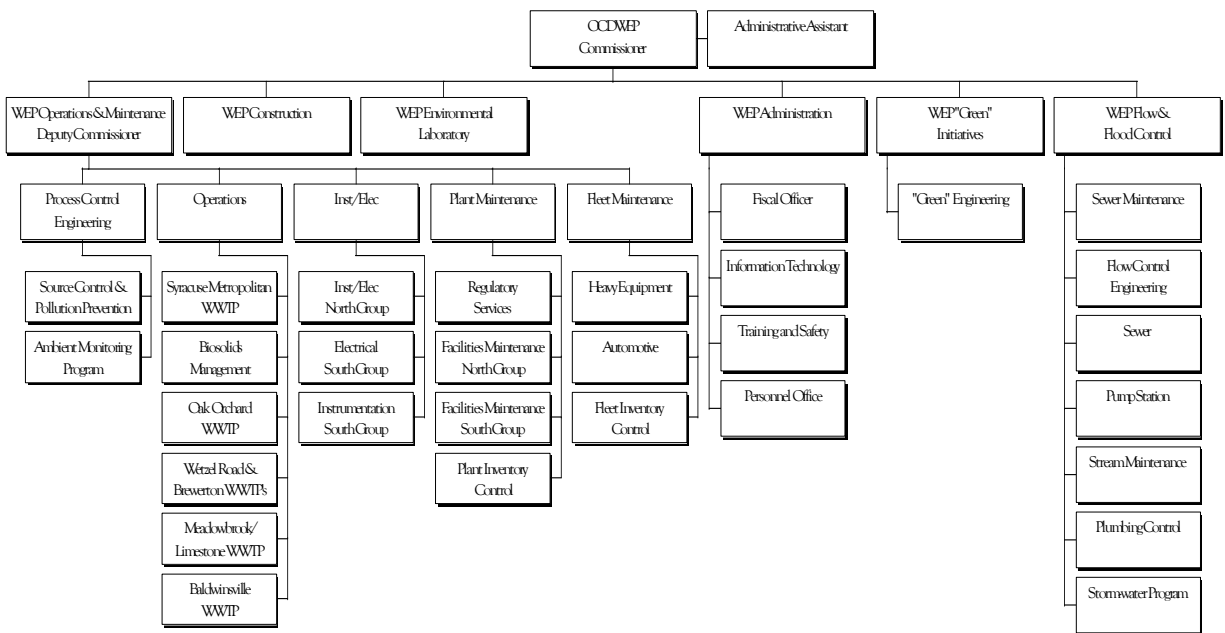 OCDWEP
Commissioner
Administrative Assistant
WEP Operations & Maintenance
Deputy Commissioner
WEP Construction
WEP Environmental
Laboratory
WEP Administration
WEP "Green"
Initiatives
WEP Flow &
Flood Control
Process Control
Engineering
Operations
Inst/Elec
Plant Maintenance
Fleet Maintenance
Source Control &
Pollution Prevention
Ambient Monitoring
Program
Syracuse Metropolitan
WWTP
Biosolids
Management
Oak Orchard
WWTP
Wetzel Road &
Brewerton WWTP's
Meadowbrook/
Limestone WWTP
Baldwinsville
WWTP
Inst/Elec
North Group
Electrical
South Group
Instrumentation
South Group
Regulatory
Services
Facilities Maintenance
North Group
Facilities Maintenance
South Group
Plant Inventory
Control
Heavy Equipment
Automotive
Fleet Inventory
Control
Fiscal Officer
Information Technology
Training and Safety
Personnel Office
"Green" Engineering
Sewer Maintenance
Flow Control
Engineering
Sewer
Pump Station
Stream Maintenance
Plumbing Control
Stormwater Program